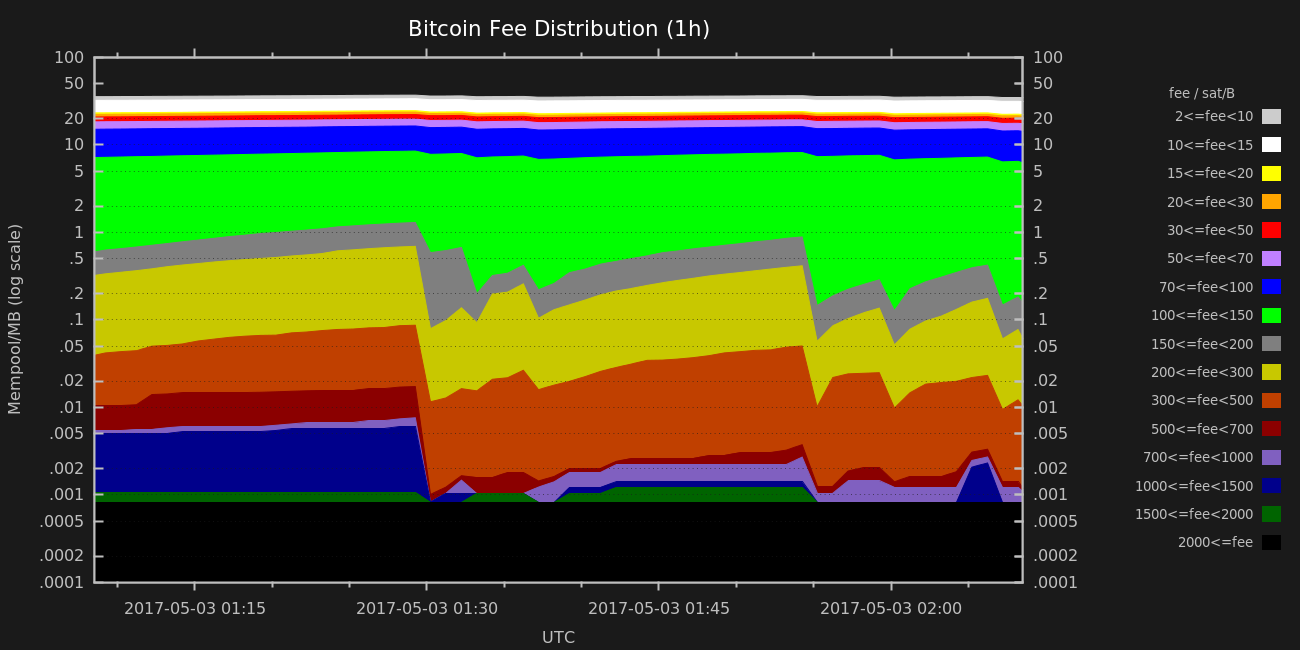 Bitcoin Fee Distribution (1h)
Mempool/MB (log scale)
100
50
20
10
5
2
1
.5
.2
.1
.05
.02
.01
.005
.002
.001
.0005
.0002
.0001
100
50
20
10
5
2
1
.5
.2
.1
.05
.02
.01
.005
.002
.001
.0005
.0002
.0001
2017-05-03 01:15
2017-05-03 01:30
2017-05-03 01:45
2017-05-03 02:00
UTC
fee / sat/B
2<=fee<10
10<=fee<15
15<=fee<20
20<=fee<30
30<=fee<50
50<=fee<70
70<=fee<100
100<=fee<150
150<=fee<200
200<=fee<300
300<=fee<500
500<=fee<700
700<=fee<1000
1000<=fee<1500
1500<=fee<2000
2000<=fee